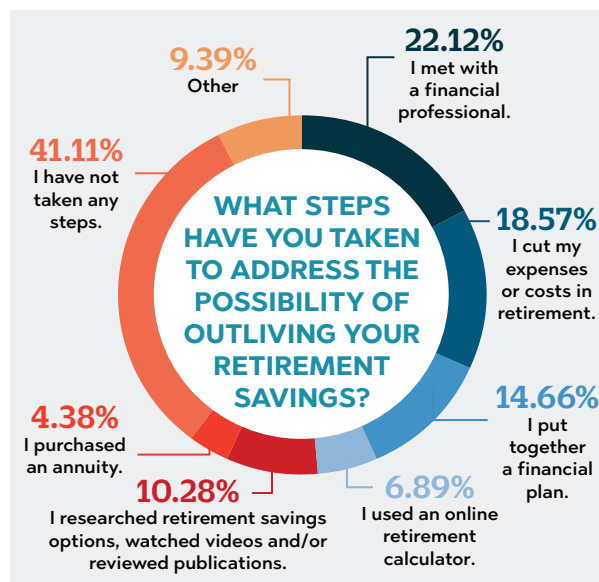 22.12%
I met with
a financial
professional.
18.57%
I cut my
expenses
or costs in
retirement.
14.66%
I put
together
a financial
plan.
6.89%
I used an online
retirement
calculator.
10.28%
I researched retirement savings
options, watched videos and/or
reviewed publications.
4.38%
I purchased
an annuity.
41.11%
I have not
taken any
steps.
9.39%
Other
WHAT STEPS
HAVE YOU TAKEN
TO ADDRESS THE
POSSIBILITY OF
OUTLIVING YOUR
RETIREMENT
SAVINGS?